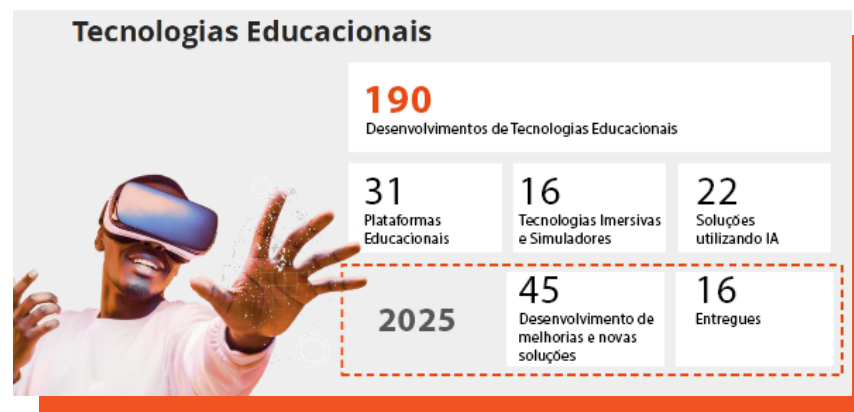 Tecnologias Educacionais
190
Desenvolvimentos de Tecnologias Educacionais
31
Plataformas
Educacionais
16
Tecnologias Imersivas
e Simuladores
22
Soluções
utilizando IA
2025
45
Desenvolvimento de
melhorias e novas
soluções
16
Entregues